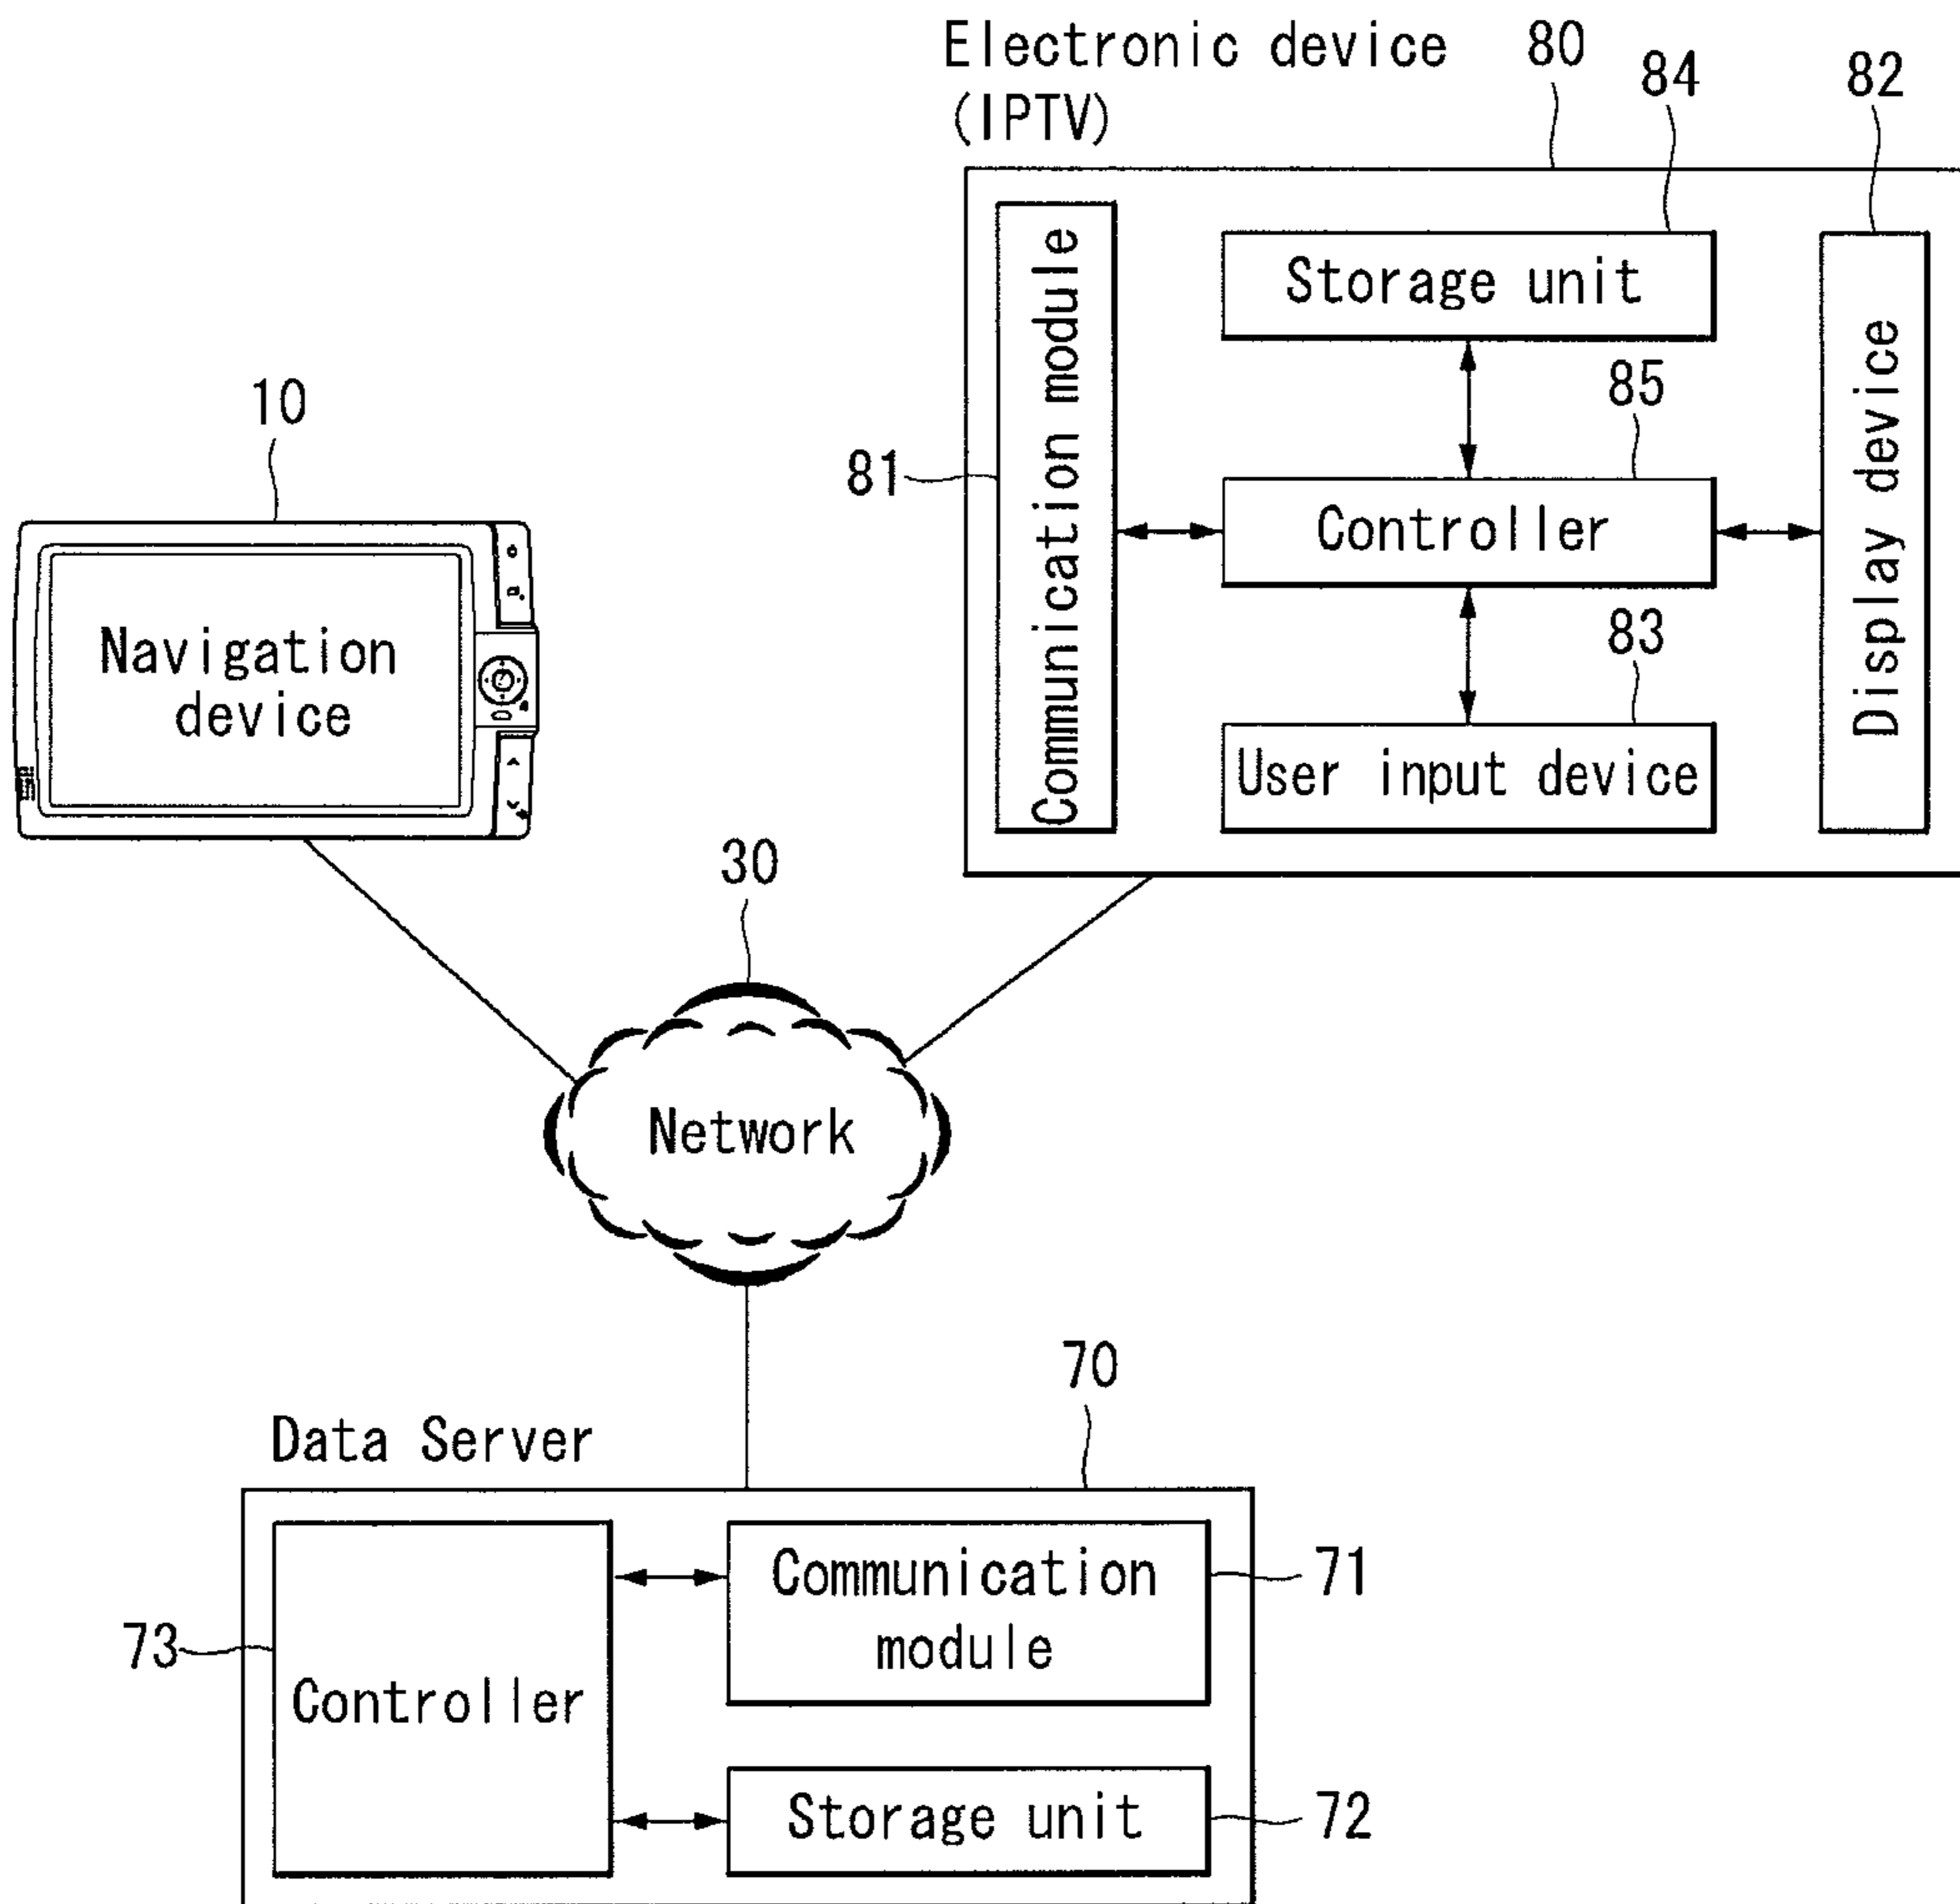 Electronic device
(IPTV)
80
84
82
Storage unit
85
81
Communication module
Controller
Display device
83
User input device
10
Navigation
device
30
Network
70
Data Server
73
Controller
Communication
module
71
Storage unit
72